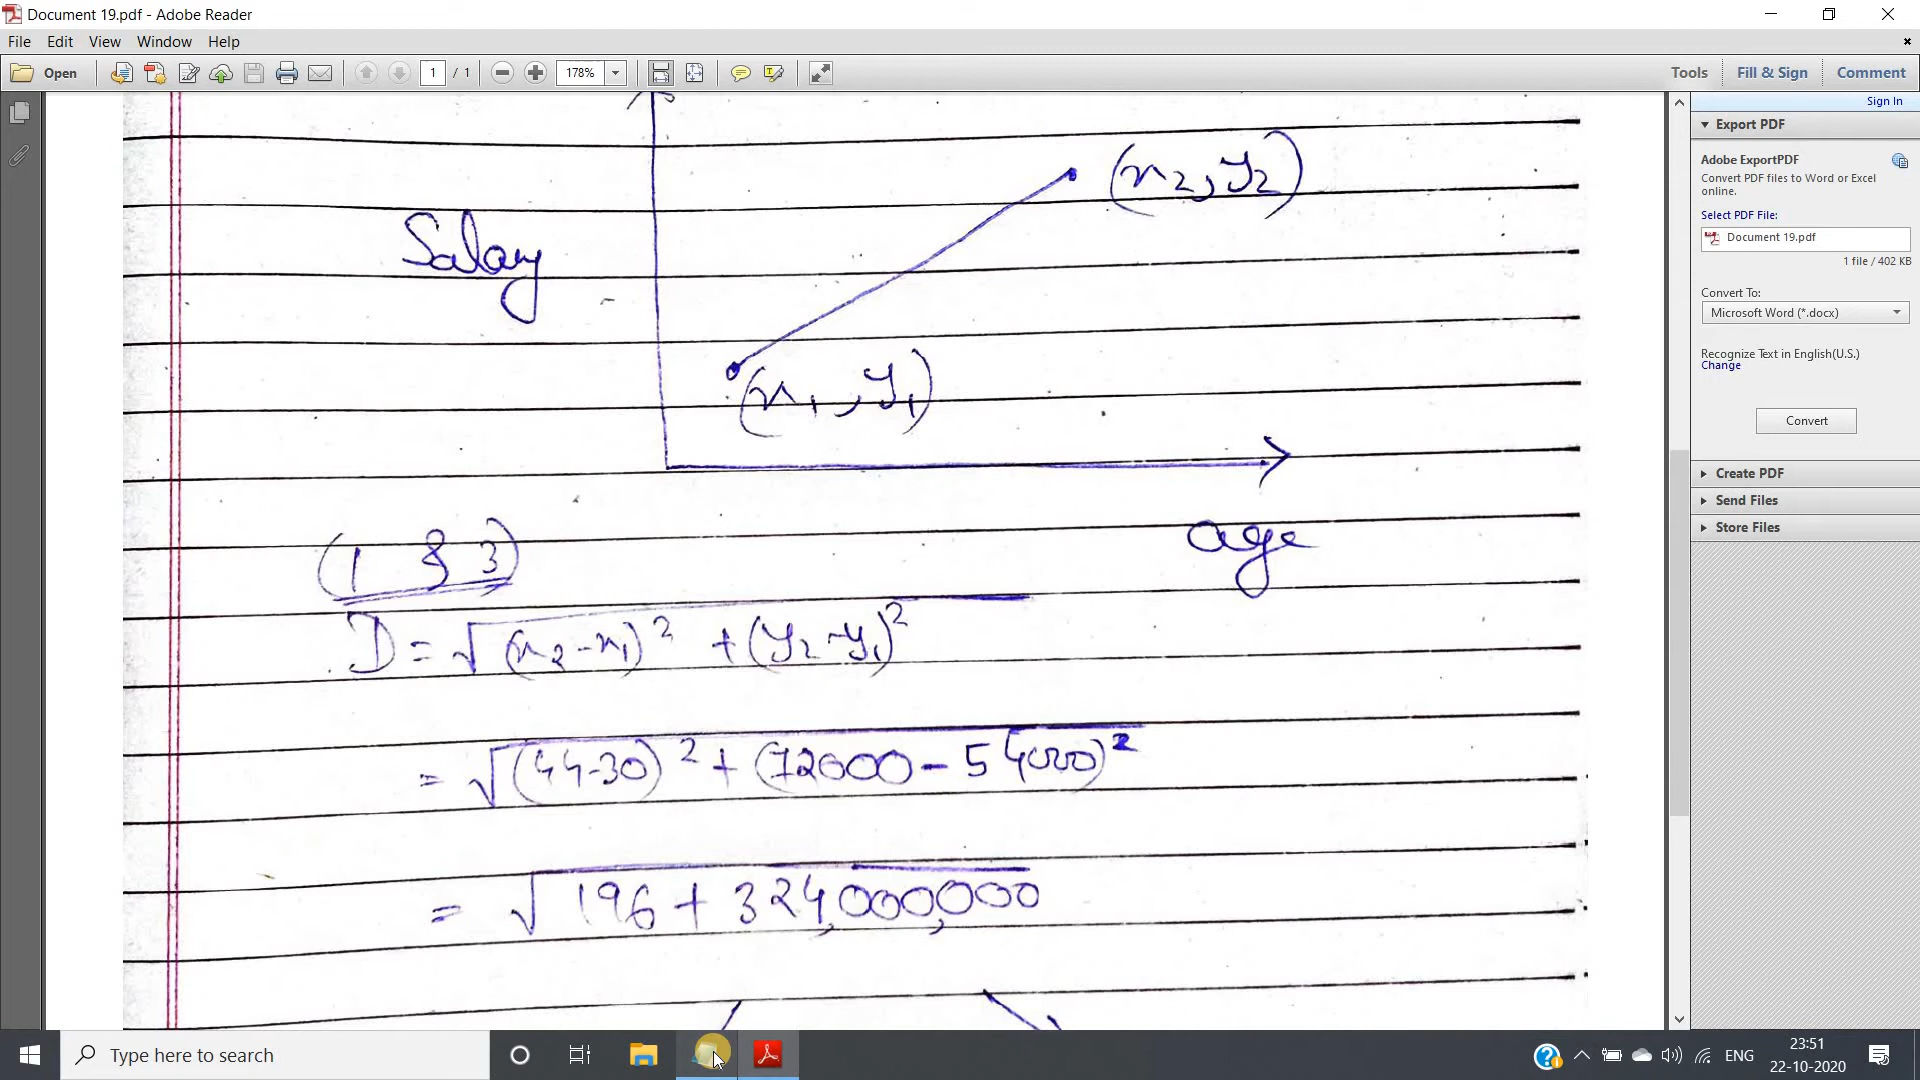 Document 19.pdf - Adobe Reader
File Edit View Window Help
Open 1 / 1 178% Tools Fill & Sign Comment
Sign In
Export PDF
Adobe ExportPDF
Convert PDF files to Word or Excel online.
Select PDF File:
Document 19.pdf
1 file / 402 KB
Convert To:
Microsoft Word (*.docx)
Recognize Text in English(U.S.)
Change
Convert
Create PDF
Send Files
Store Files
(x2, y2)
Salary
(x1, y1)
age
(1 & 3)
D = √(x2-x1)² + (y2-y1)²
= √(44-30)² + (72000-54000)²
= √196 + 324,000,000
Type here to search
ENG
23:51
22-10-2020